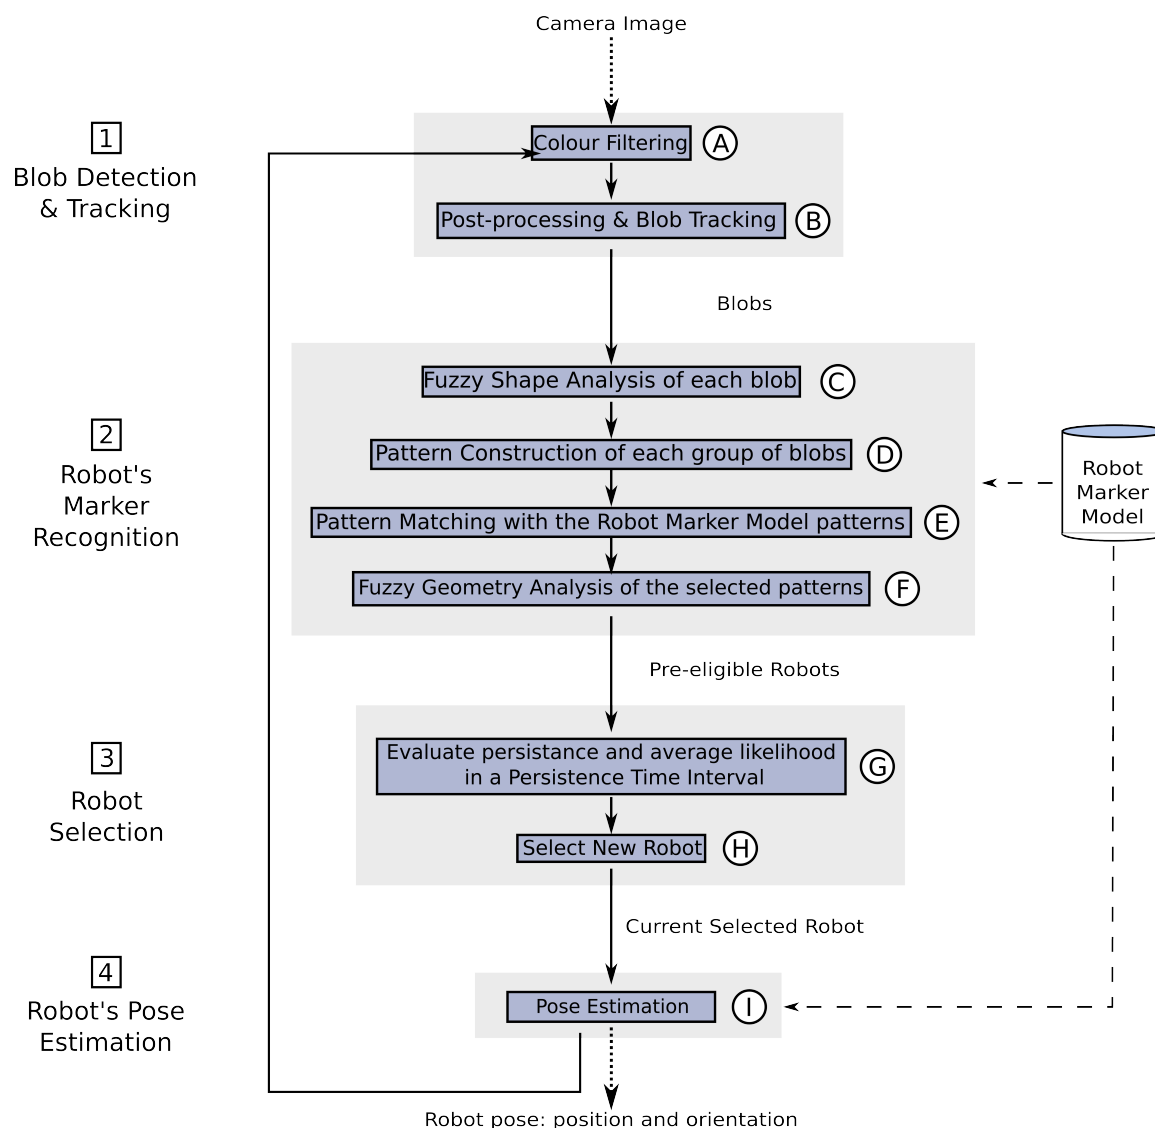 Camera Image
1
Blob Detection
& Tracking
Colour Filtering
A
Post-processing & Blob Tracking
B
Blobs
2
Robot's
Marker
Recognition
Fuzzy Shape Analysis of each blob
C
Pattern Construction of each group of blobs
D
Pattern Matching with the Robot Marker Model patterns
E
Fuzzy Geometry Analysis of the selected patterns
F
Robot
Marker
Model
Pre-eligible Robots
3
Robot
Selection
Evaluate persistance and average likelihood
in a Persistence Time Interval
G
Select New Robot
H
Current Selected Robot
4
Robot's Pose
Estimation
Pose Estimation
I
Robot pose: position and orientation